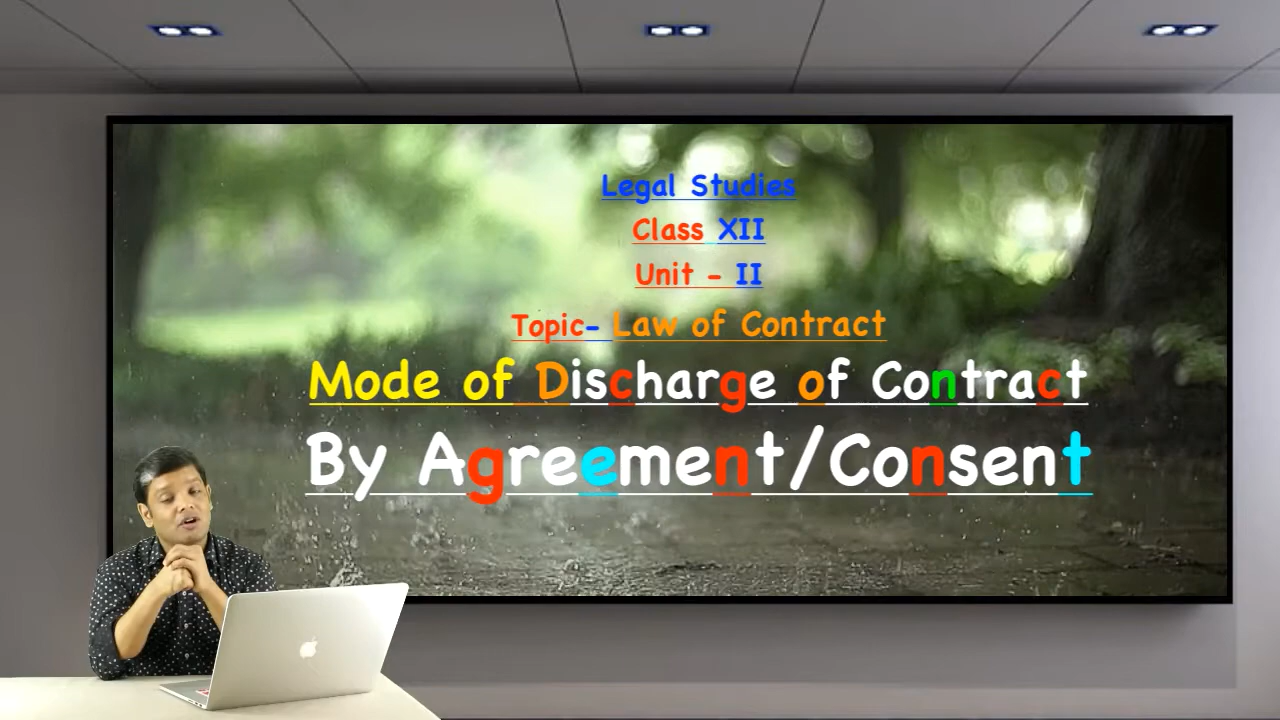 Legal Studies
Class XII
Unit - II
Topic- Law of Contract
Mode of Discharge of Contract
By Agreement/Consent